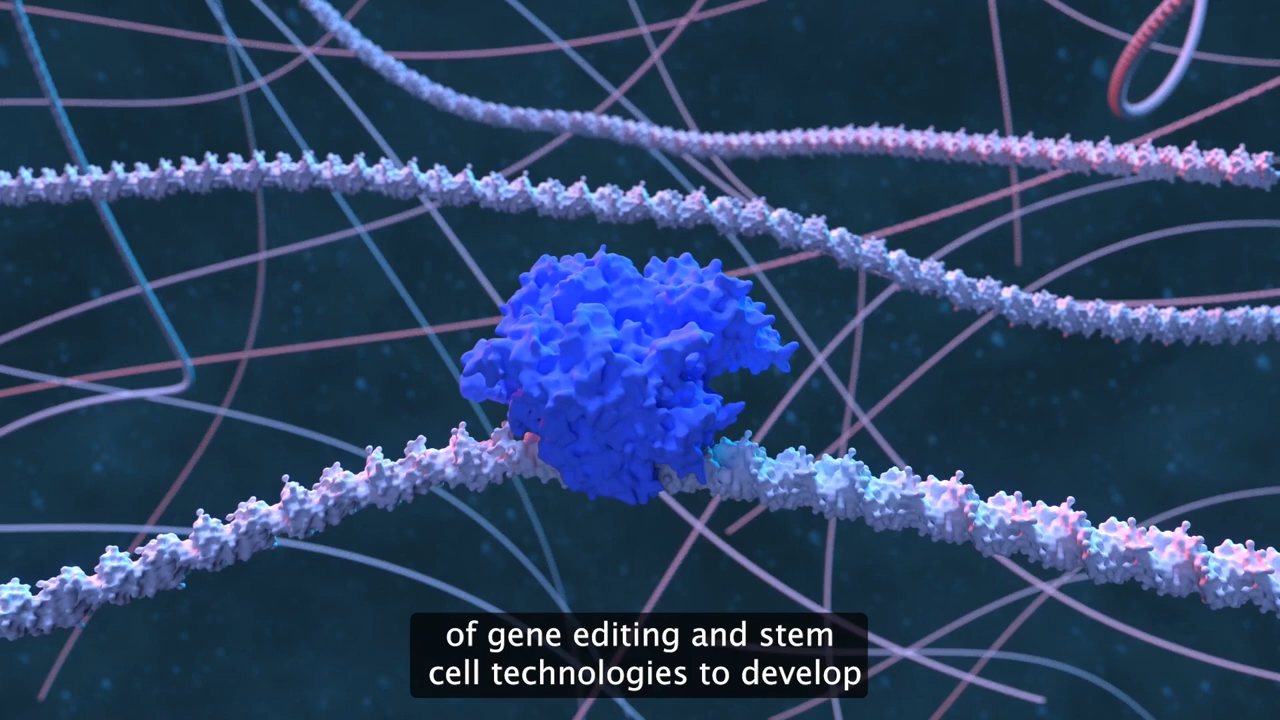 of gene editing and stem
cell technologies to develop